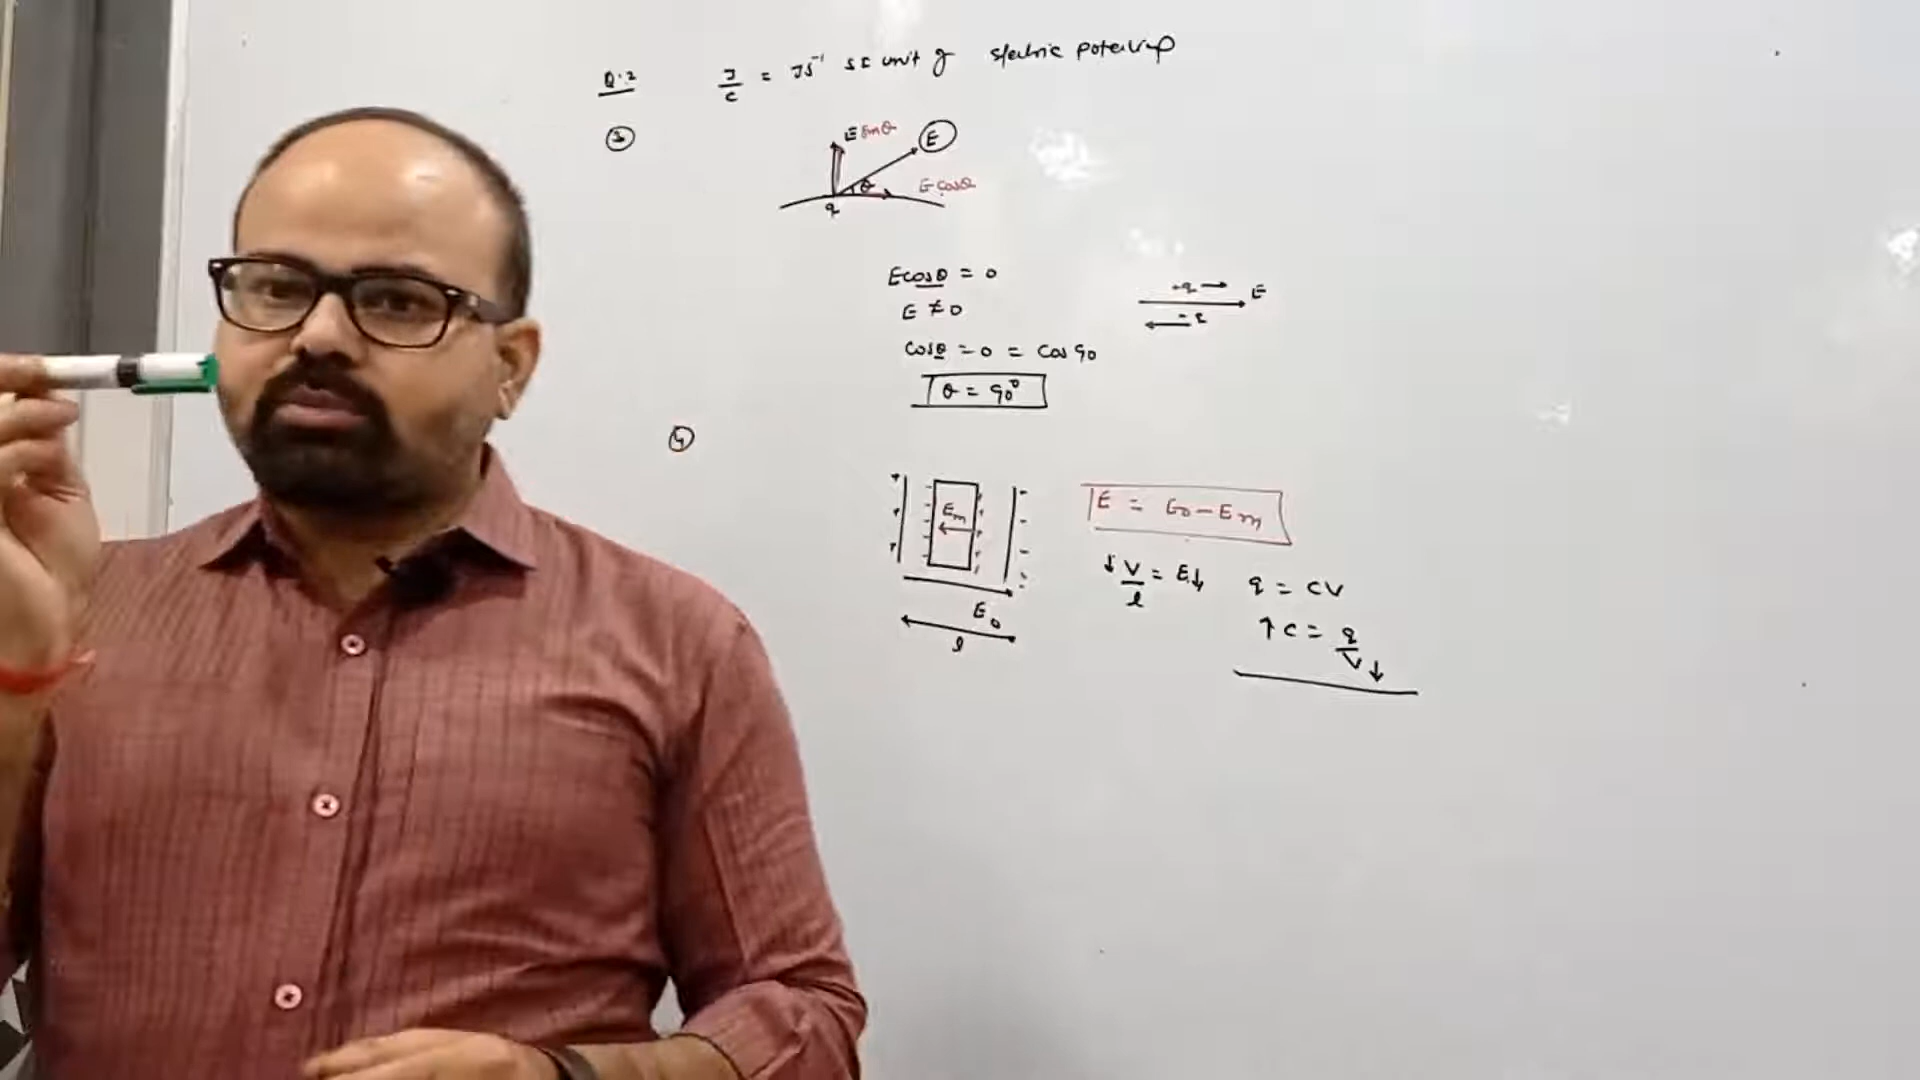 Q.2 J/C = JS⁻¹ SI unit of electric potential
③
E sinθ E
θ E cosθ
q
E cosθ = 0
E ≠ 0
cosθ = 0 = cos 90
θ = 90°
+q → E
- q
④
Em
E = E₀ - Em
↓ V/l = E↓ q = CV
E₀ ↑ C = q/V↓
l